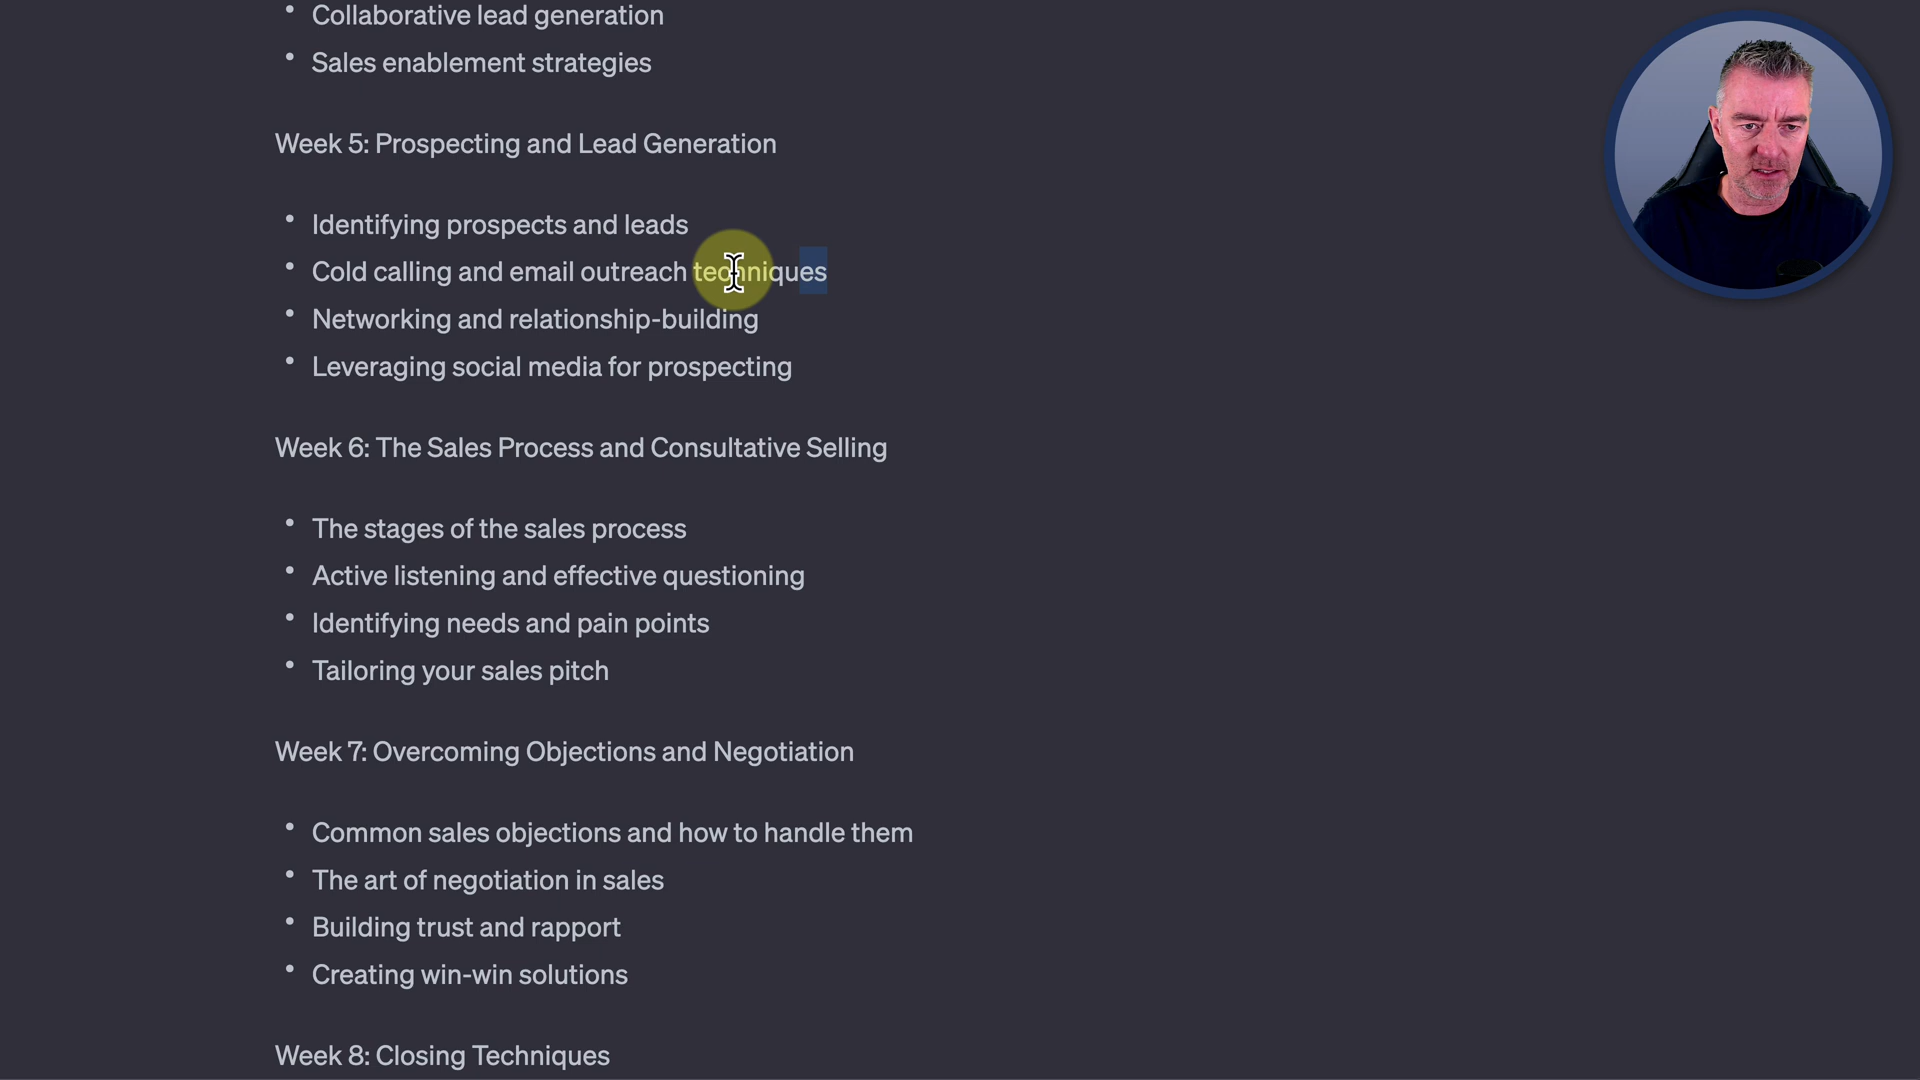 Collaborative lead generation
Sales enablement strategies
Week 5: Prospecting and Lead Generation
Identifying prospects and leads
Cold calling and email outreach techniques
Networking and relationship-building
Leveraging social media for prospecting
Week 6: The Sales Process and Consultative Selling
The stages of the sales process
Active listening and effective questioning
Identifying needs and pain points
Tailoring your sales pitch
Week 7: Overcoming Objections and Negotiation
Common sales objections and how to handle them
The art of negotiation in sales
Building trust and rapport
Creating win-win solutions
Week 8: Closing Techniques